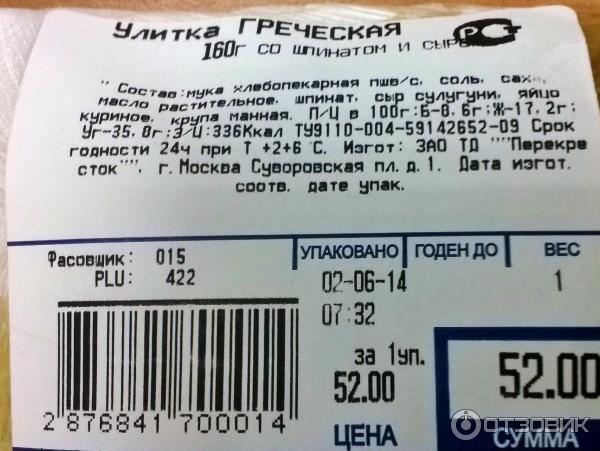 Улитка ГРЕЧЕСКАЯ
160г СО ШПИНАТОМ И СЫРО
РСТ
" Состав:мука хлебопекарная пшв/с, соль, саха
масло растительное, шпинат, сыр сулугуни, яйцо
куриное, крупа манная. П/Ц в 100г:Б-8,6г;Ж-17,2г;
Уг-35,8г;Э/Ц:336Ккал ТУ9110-004-59142652-09 Срок
годности 24ч при Т +2+6 С. Изгот: ЗАО ТД ""Перекре
сток"", г. Москва Суворовская пл.д.1. Дата изгот.
соотв. дате упак.
Фасовщик: 015
PLU: 422
УПАКОВАНО ГОДЕН ДО ВЕС
02-06-14 1
07:32
за 1уп.
52.00 52.00
2 876841 700014
ЦЕНА СУММА
ОТЗОВИК